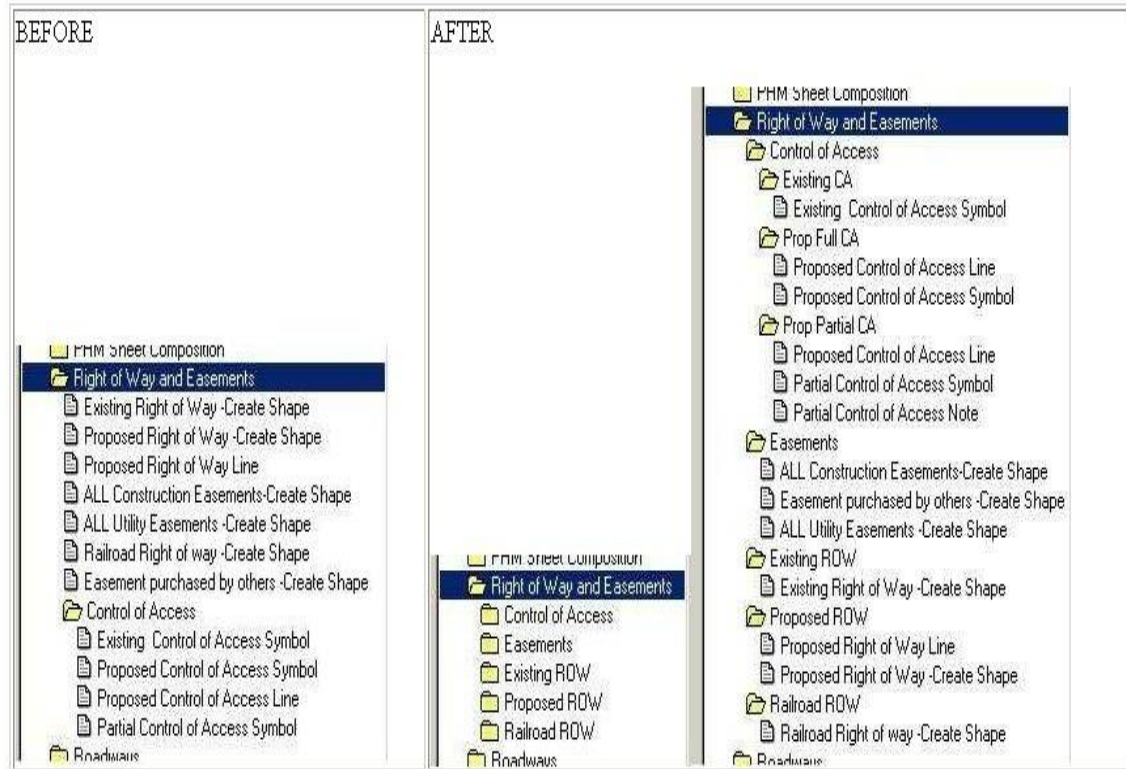 BEFORE
PHM Sheet Composition
Right of Way and Easements
Existing Right of Way -Create Shape
Proposed Right of Way -Create Shape
Proposed Right of Way Line
ALL Construction Easements-Create Shape
ALL Utility Easements -Create Shape
Railroad Right of way -Create Shape
Easement purchased by others -Create Shape
Control of Access
Existing Control of Access Symbol
Proposed Control of Access Symbol
Proposed Control of Access Line
Partial Control of Access Symbol
Roadways
AFTER
PHM Sheet Composition
Right of Way and Easements
Control of Access
Easements
Existing ROW
Proposed ROW
Railroad ROW
Roadways
PHM Sheet Composition
Right of Way and Easements
Control of Access
Existing CA
Existing Control of Access Symbol
Prop Full CA
Proposed Control of Access Line
Proposed Control of Access Symbol
Prop Partial CA
Proposed Control of Access Line
Partial Control of Access Symbol
Partial Control of Access Note
Easements
ALL Construction Easements-Create Shape
Easement purchased by others -Create Shape
ALL Utility Easements -Create Shape
Existing ROW
Existing Right of Way -Create Shape
Proposed ROW
Proposed Right of Way Line
Proposed Right of Way -Create Shape
Railroad ROW
Railroad Right of way -Create Shape
Roadways